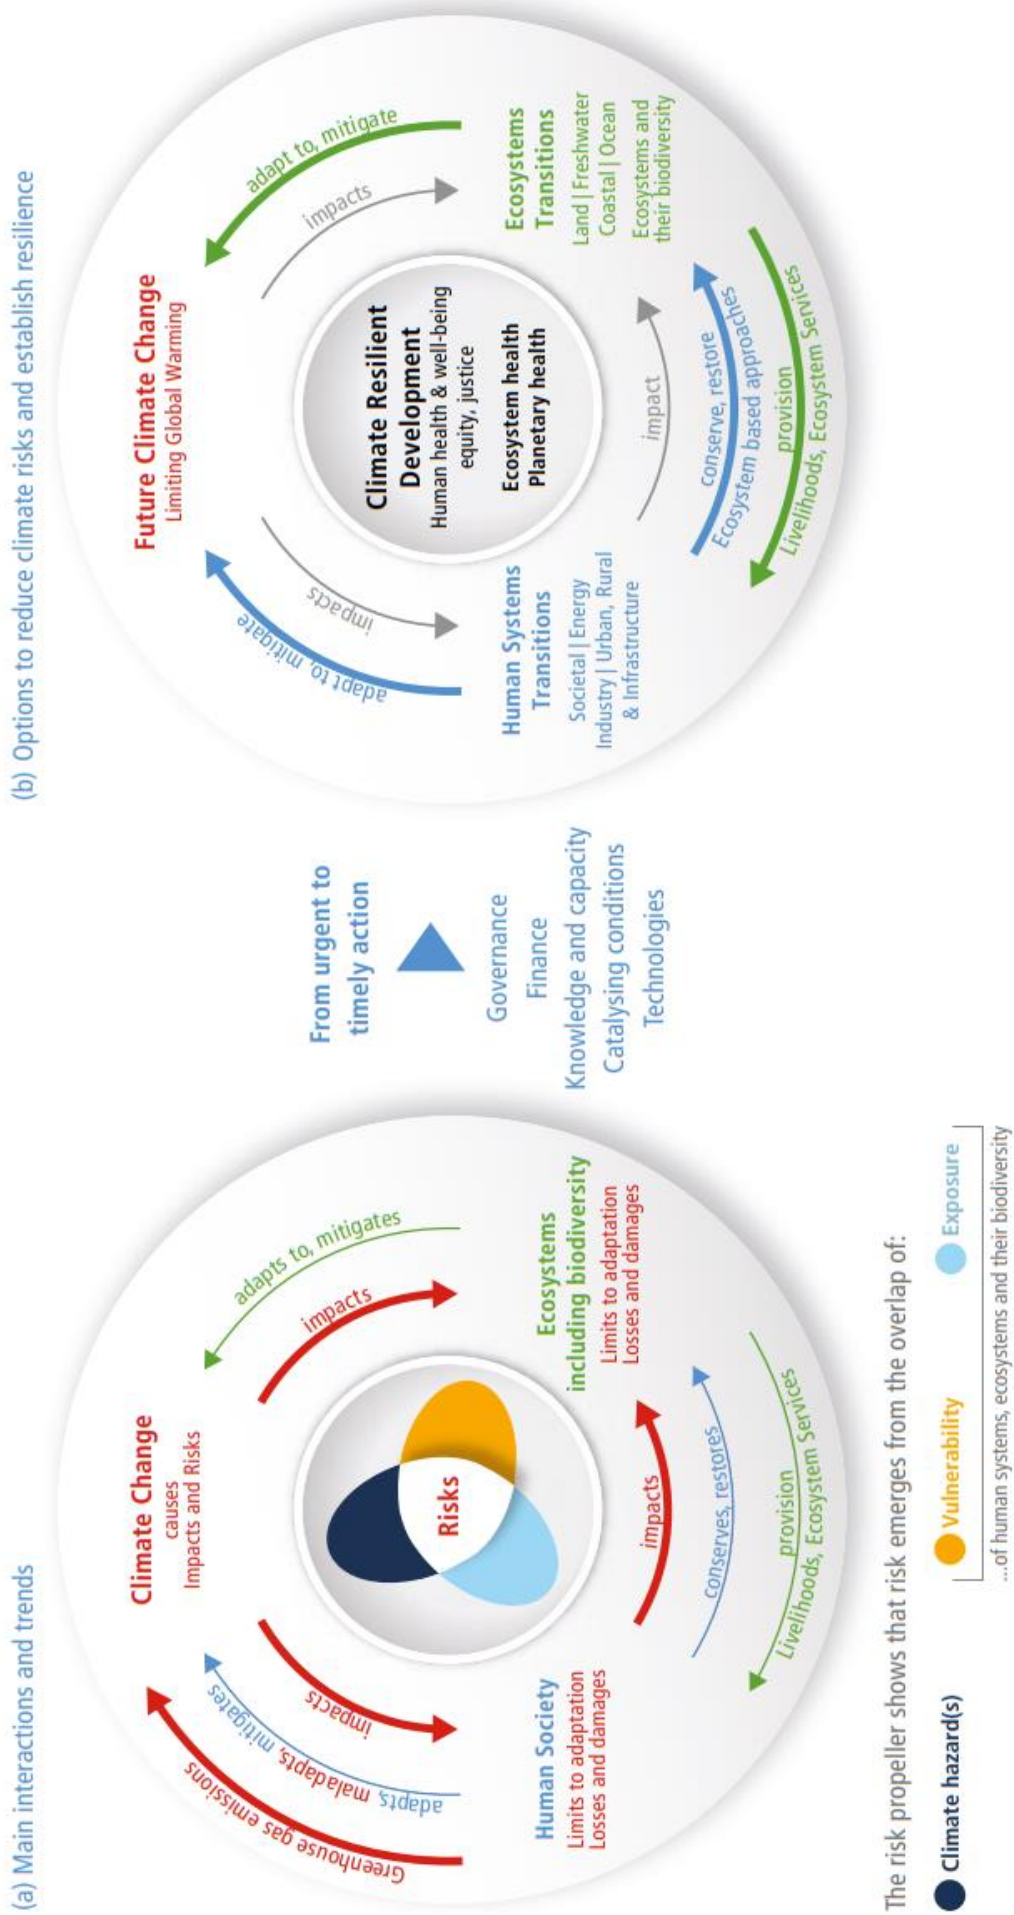 (a) Main interactions and trends
Climate Change
causes
Impacts and Risks
Greenhouse gas emissions
adapts, maladapts, mitigates
impacts
impacts
adapts to, mitigates
Risks
Human Society
Limits to adaptation
Losses and damages
Ecosystems
including biodiversity
Limits to adaptation
Losses and damages
impacts
conserves, restores
provision
Livelihoods, Ecosystem Services
The risk propeller shows that risk emerges from the overlap of:
Climate hazard(s)
Vulnerability
Exposure
...of human systems, ecosystems and their biodiversity
From urgent to
timely action
Governance
Finance
Knowledge and capacity
Catalysing conditions
Technologies
(b) Options to reduce climate risks and establish resilience
Future Climate Change
Limiting Global Warming
adapt to, mitigate
impacts
impacts
adapt to, mitigate
Climate Resilient
Development
Human health & well-being
equity, justice
Ecosystem health
Planetary health
Human Systems
Transitions
Societal | Energy
Industry | Urban, Rural
& Infrastructure
Ecosystems
Transitions
Land | Freshwater
Coastal | Ocean
Ecosystems and
their biodiversity
impact
conserve, restore
Ecosystem based approaches
provision
Livelihoods, Ecosystem Services